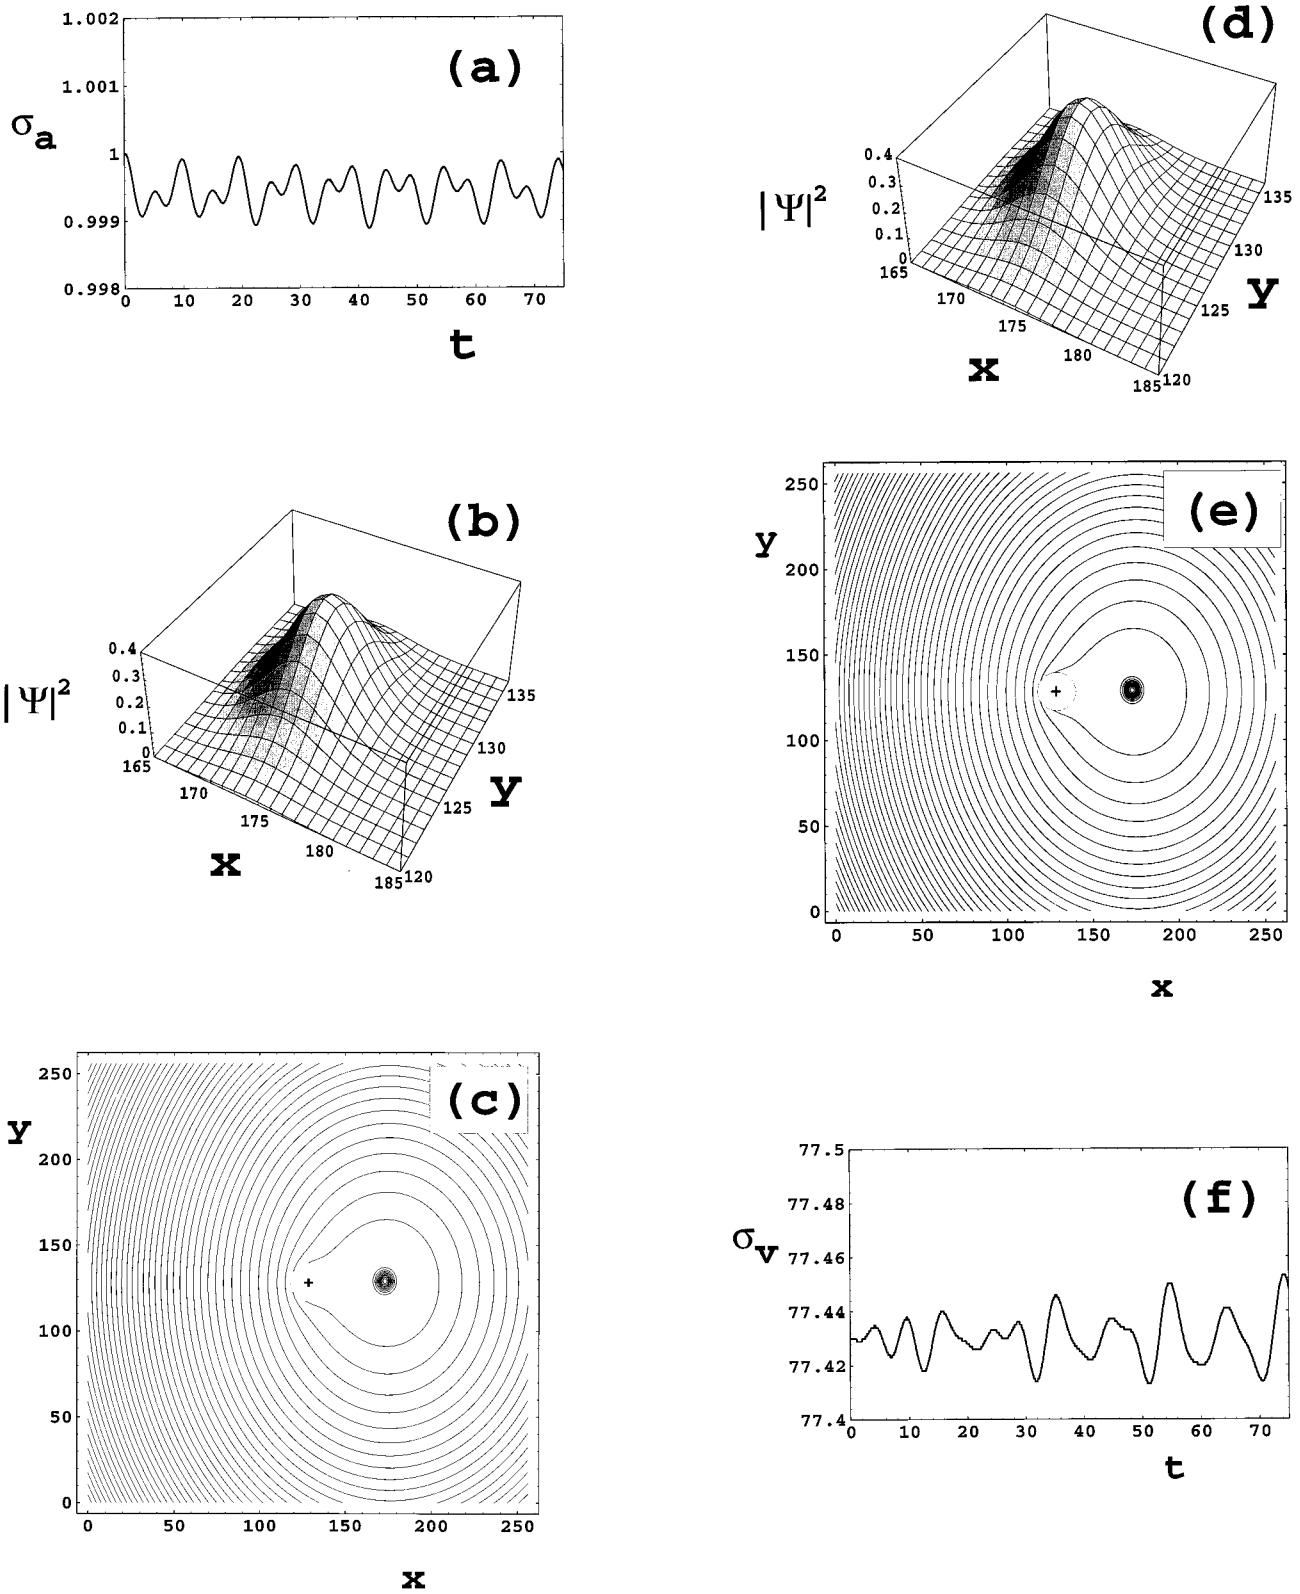 (a)
1.002
1.001
1
0.999
0.998
σa
0 10 20 30 40 50 60 70
t
(b)
0.4
0.3
0.2
0.1
0
|Ψ|²
165 170 175 180 185
x
120 125 130 135
y
(c)
250
200
150
100
50
0
y
+
0 50 100 150 200 250
x
(d)
0.4
0.3
0.2
0.1
0
|Ψ|²
165 170 175 180 185
x
120 125 130 135
y
(e)
250
200
150
100
50
0
y
+
0 50 100 150 200 250
x
(f)
77.5
77.48
77.46
77.44
77.42
77.4
σv
0 10 20 30 40 50 60 70
t